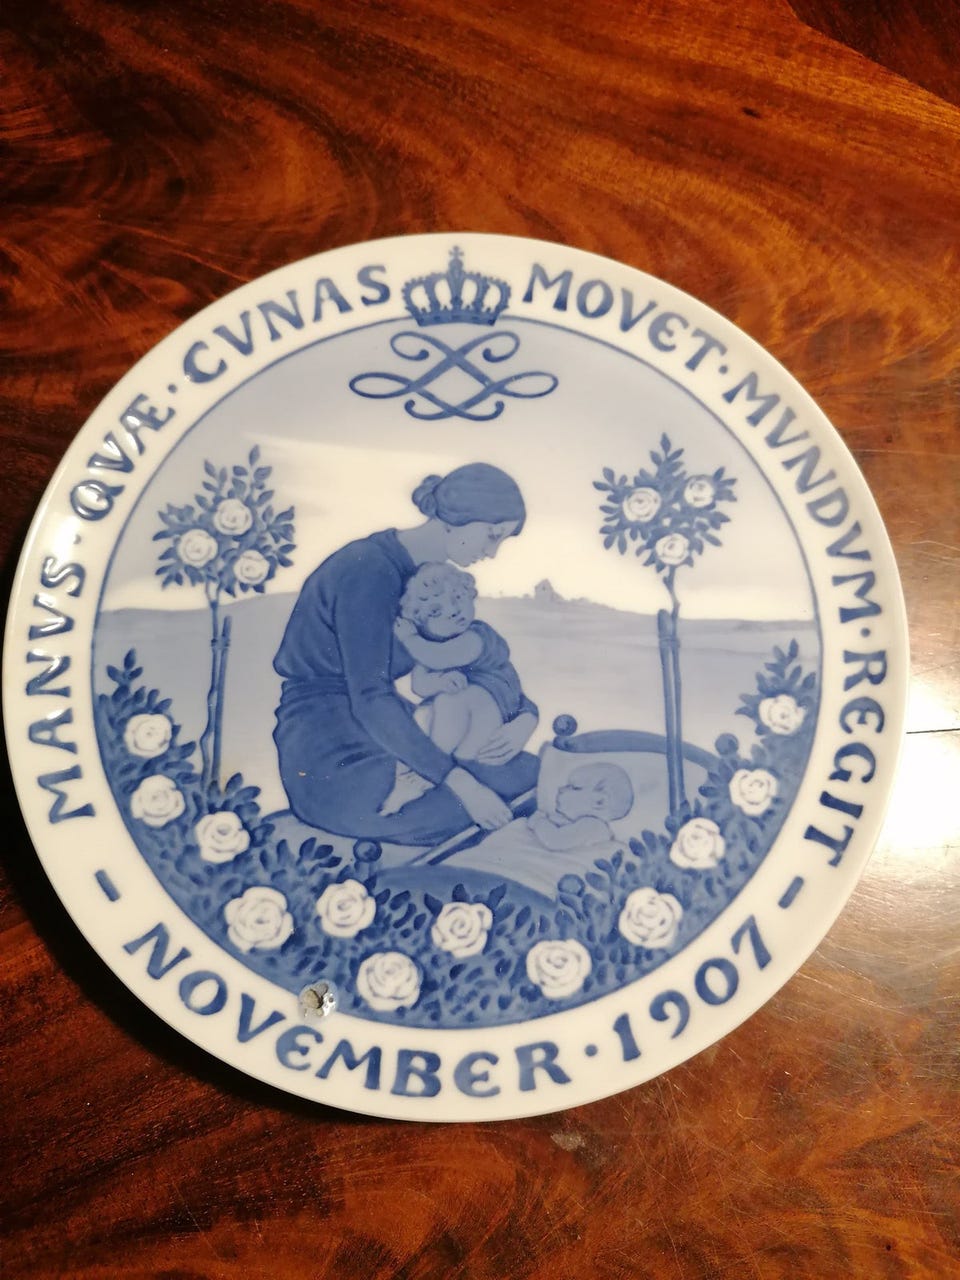 MANVS · QVÆ · CVNAS MOVET · MVNDVM · REGIT
- NOVEMBER · 1907 -